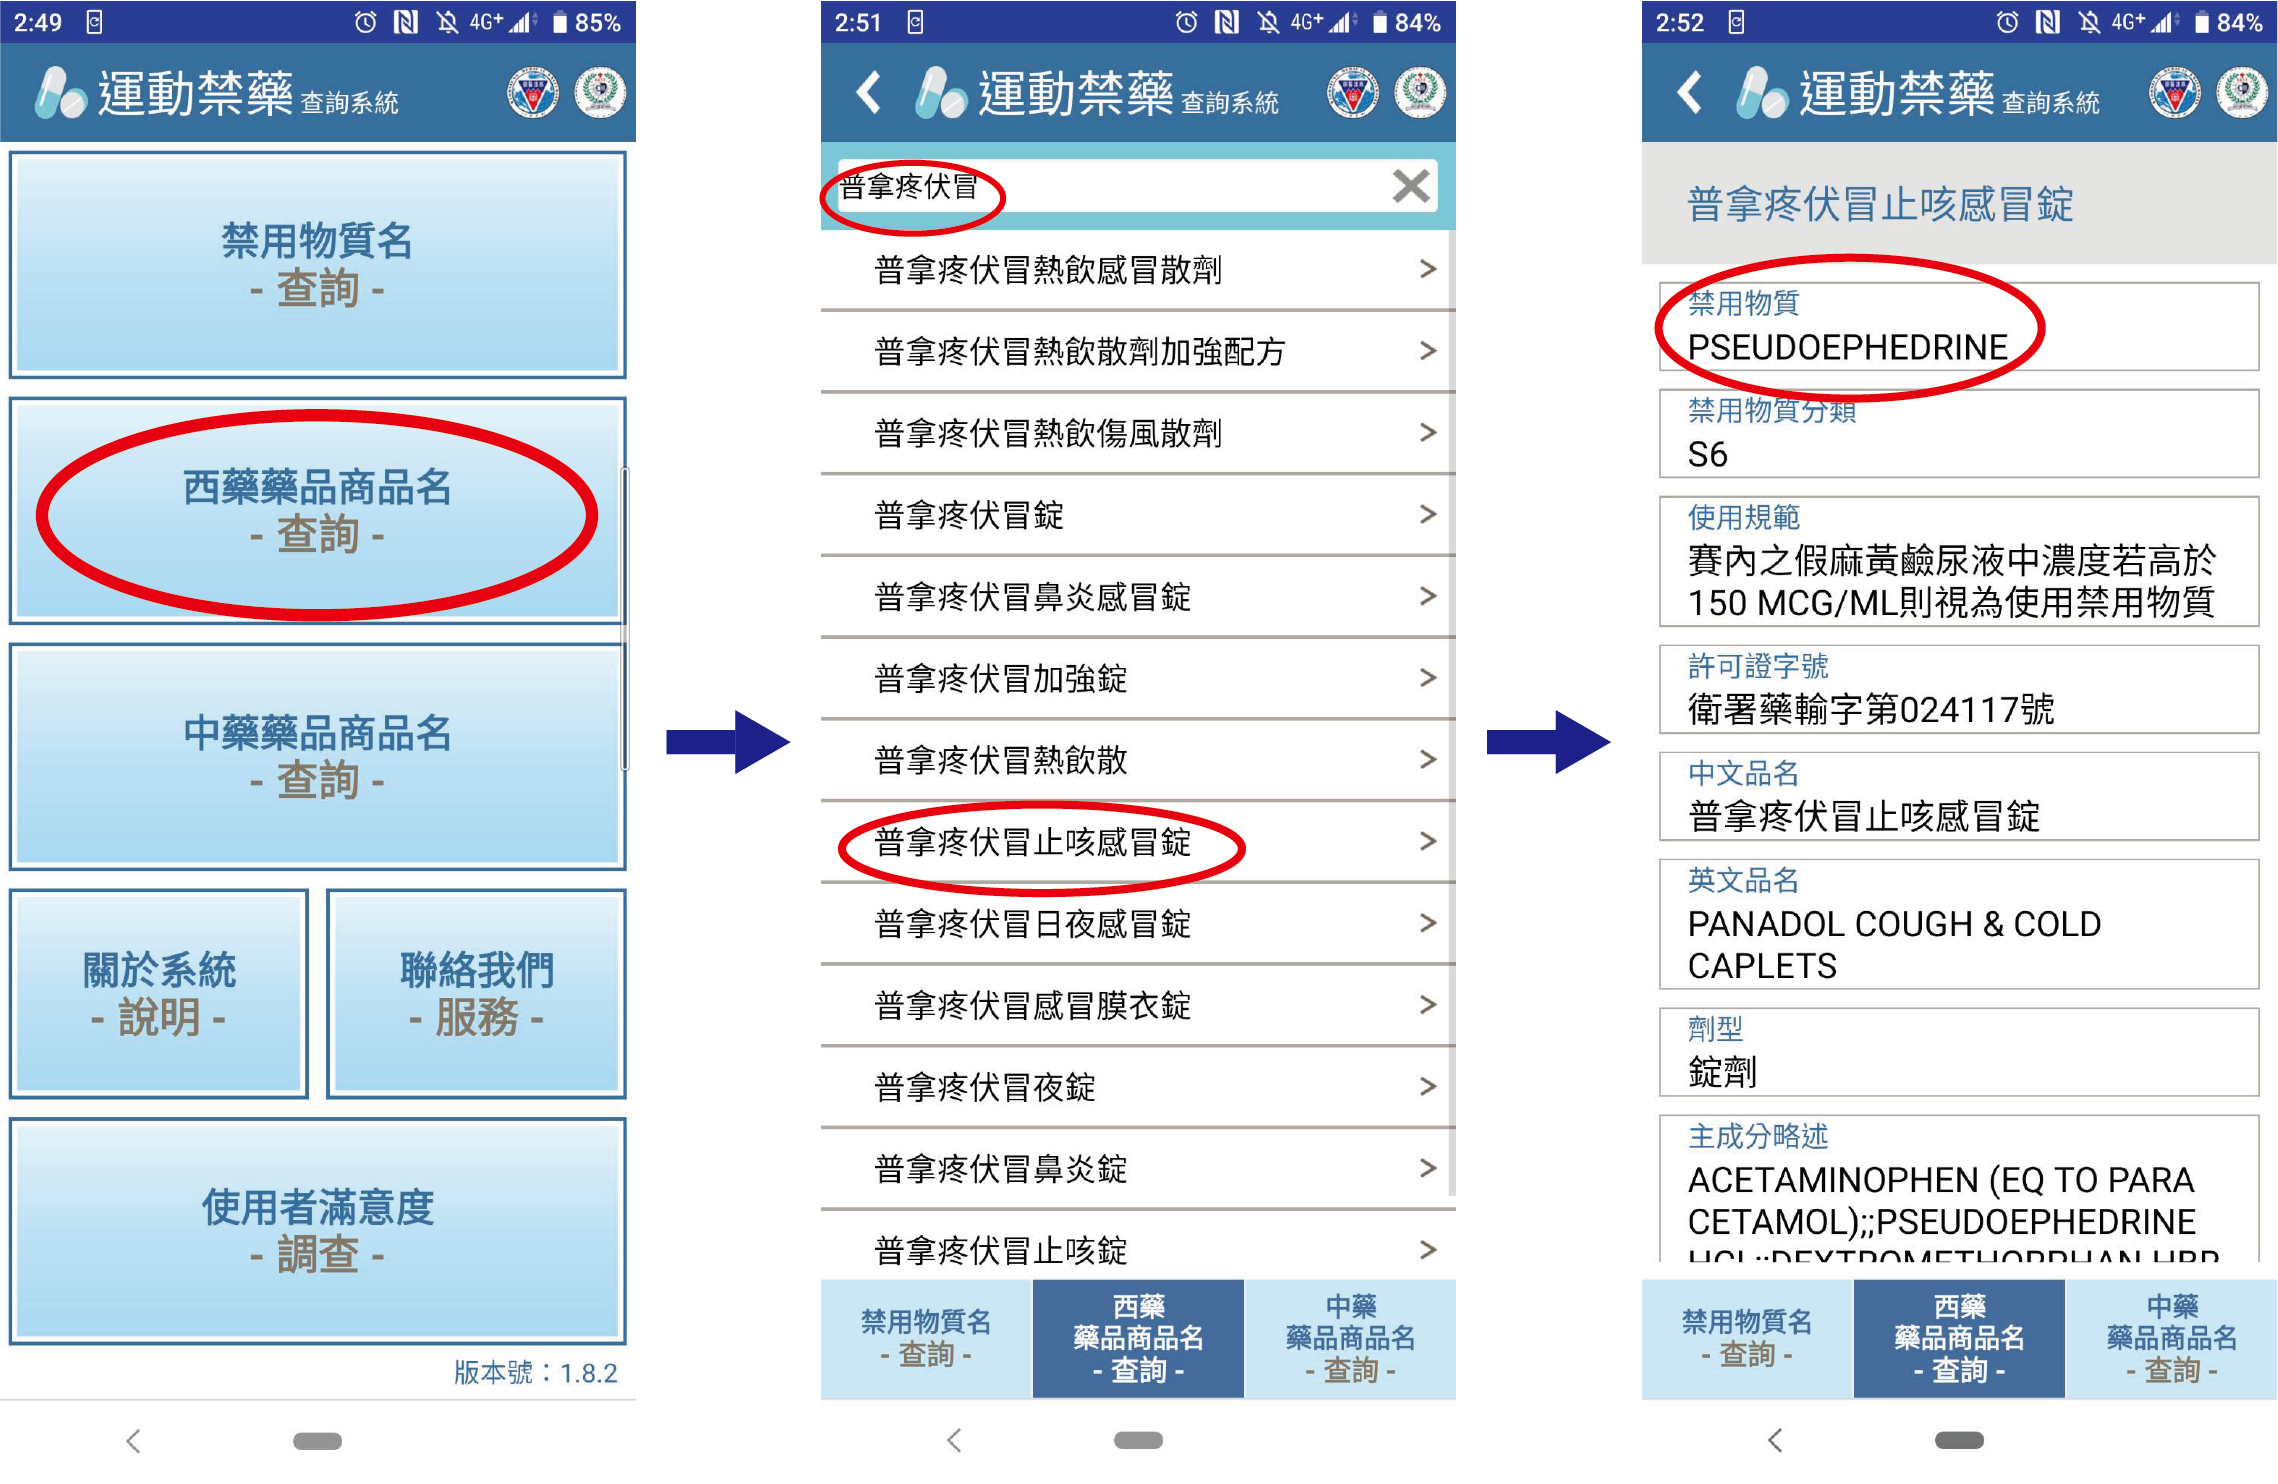 2:49
4G+
85%
運動禁藥 查詢系統
禁用物質名
- 查詢 -
西藥藥品商品名
- 查詢 -
中藥藥品商品名
- 查詢 -
關於系統
- 說明 -
聯絡我們
- 服務 -
使用者滿意度
- 調查 -
版本號：1.8.2
2:51
4G+
84%
運動禁藥 查詢系統
普拿疼伏冒
普拿疼伏冒熱飲感冒散劑
普拿疼伏冒熱飲散劑加強配方
普拿疼伏冒熱飲傷風散劑
普拿疼伏冒錠
普拿疼伏冒鼻炎感冒錠
普拿疼伏冒加強錠
普拿疼伏冒熱飲散
普拿疼伏冒止咳感冒錠
普拿疼伏冒日夜感冒錠
普拿疼伏冒感冒膜衣錠
普拿疼伏冒夜錠
普拿疼伏冒鼻炎錠
普拿疼伏冒止咳錠
禁用物質名
- 查詢 -
西藥
藥品商品名
- 查詢 -
中藥
藥品商品名
- 查詢 -
2:52
4G+
84%
運動禁藥 查詢系統
普拿疼伏冒止咳感冒錠
禁用物質
PSEUDOEPHEDRINE
禁用物質分類
S6
使用規範
賽內之假麻黃鹼尿液中濃度若高於
150 MCG/ML則視為使用禁用物質
許可證字號
衛署藥輸字第024117號
中文品名
普拿疼伏冒止咳感冒錠
英文品名
PANADOL COUGH & COLD
CAPLETS
劑型
錠劑
主成分略述
ACETAMINOPHEN (EQ TO PARA
CETAMOL);;PSEUDOEPHEDRINE
HCL;;DEXTROMETHORPHAN HBR
禁用物質名
- 查詢 -
西藥
藥品商品名
- 查詢 -
中藥
藥品商品名
- 查詢 -